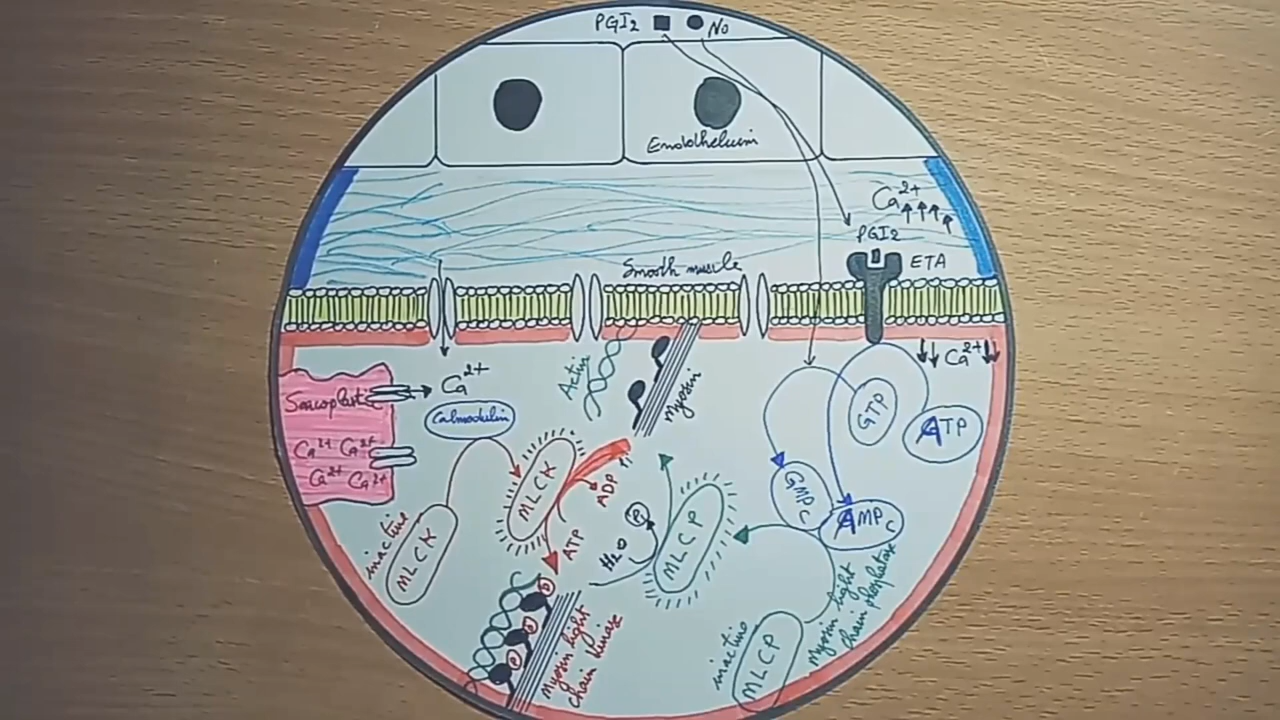 PGI2 NO
Endothelium
Ca2+
PGI2
ETA
Smooth muscle
Ca2+
Ca2+
Sarcoplastic
Calmodulin
Actin
Myosin
GTP
ATP
Ca2+ Ca2+
Ca2+ Ca2+
MLCK
ADP
GMPc
AMPc
inactive
MLCK
ATP
H2O
P
MLCP
P
P
P
Myosin light
chain kinase
inactive
MLCP
Myosin light
chain phosphatase